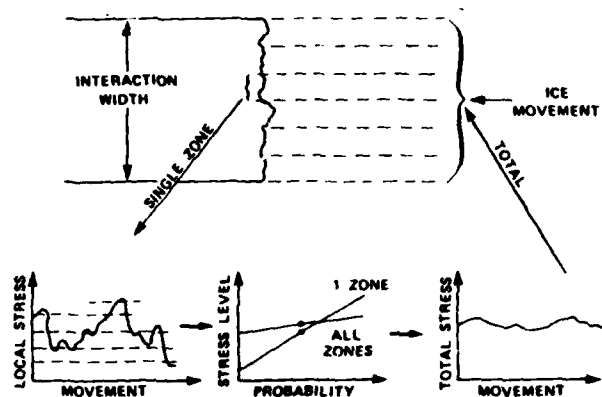 INTERACTION
WIDTH
ICE
MOVEMENT
SINGLE ZONE
TOTAL
LOCAL STRESS
MOVEMENT
STRESS LEVEL
1 ZONE
ALL
ZONES
PROBABILITY
TOTAL STRESS
MOVEMENT